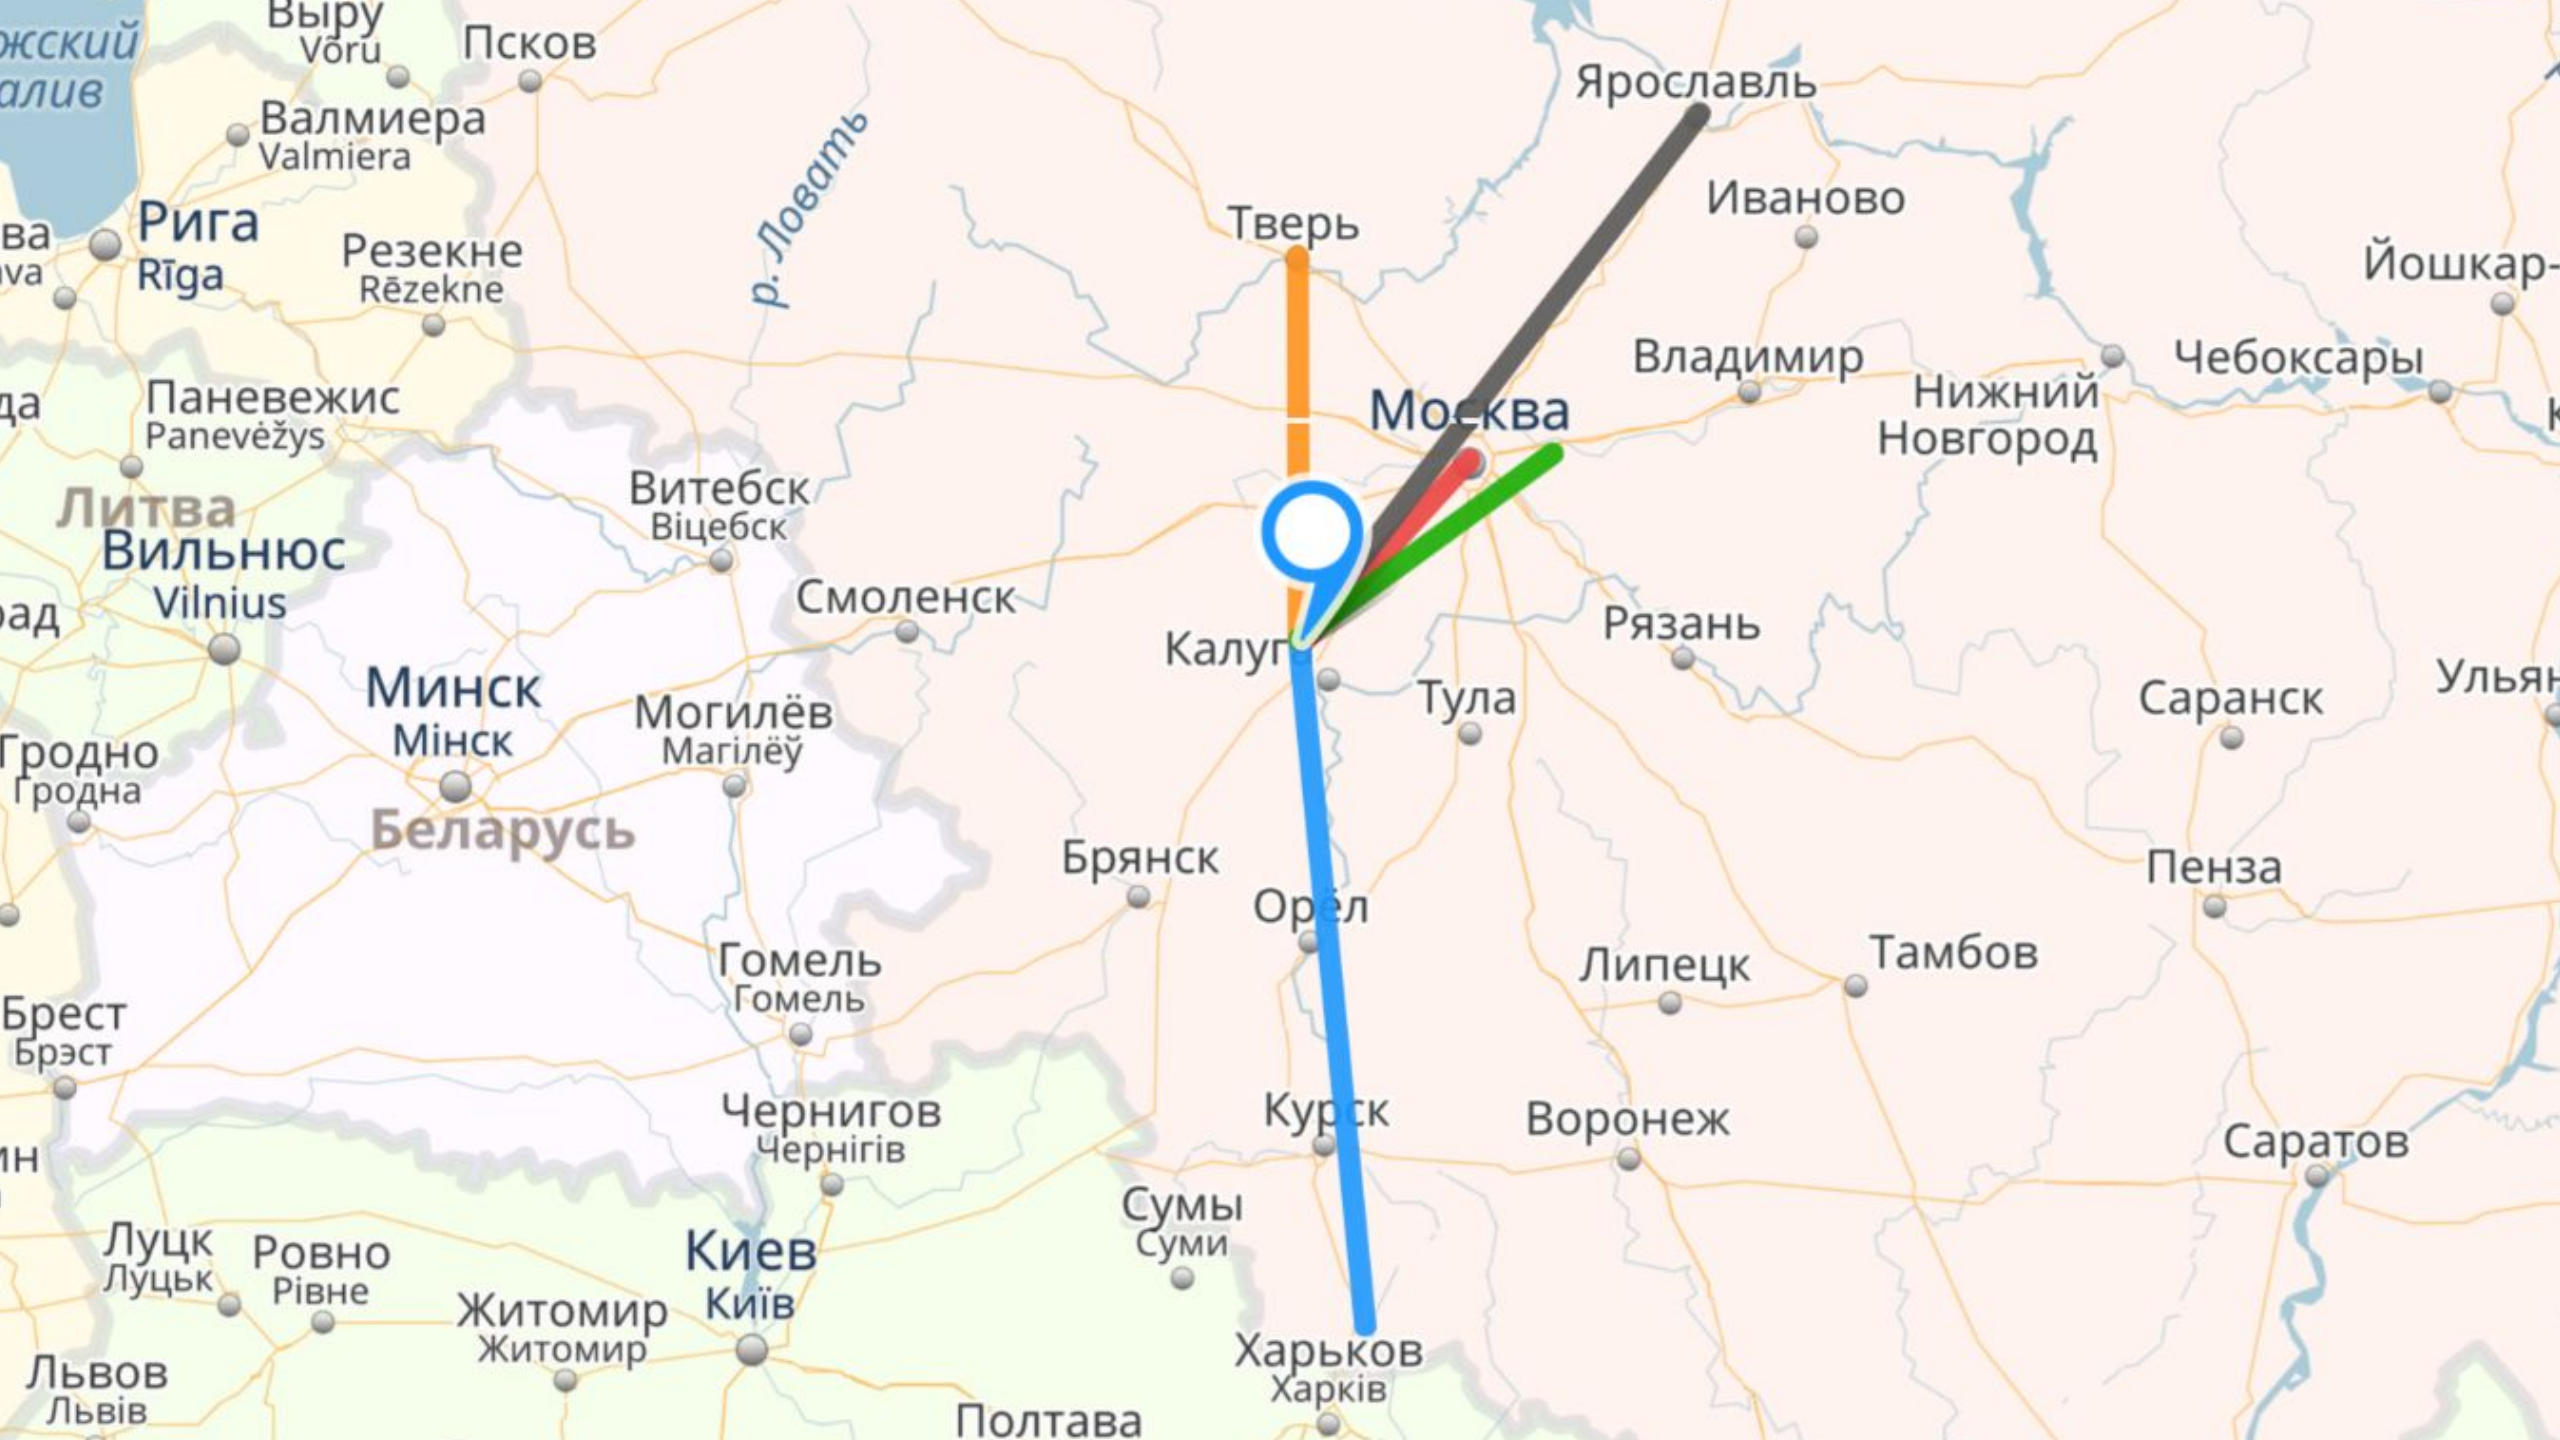 Выру
Võru
Псков
Ярославль
Валмиера
Valmiera
р. Ловать
Иваново
Рига
Rīga
Тверь
Резекне
Rēzekne
Йошкар-
Владимир
Чебоксары
Паневежис
Panevėžys
Москва
Нижний
Новгород
Литва
Витебск
Віцебск
Вильнюс
Vilnius
Смоленск
Калуга
Рязань
Минск
Мінск
Могилёв
Магілёў
Тула
Саранск
Ульян
Гродно
Гродна
Беларусь
Брянск
Пенза
Орёл
Гомель
Гомель
Липецк
Тамбов
Брест
Брэст
Чернигов
Чернігів
Курск
Воронеж
Саратов
Сумы
Суми
Луцк
Луцьк
Ровно
Рівне
Киев
Київ
Житомир
Житомир
Харьков
Харків
Львов
Львів
Полтава